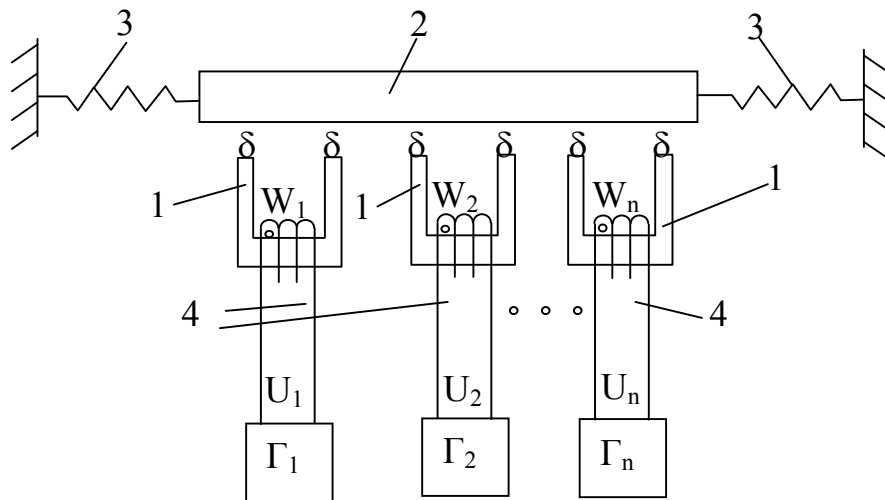 3 2 3
δ δ δ δ δ δ
1 W₁ 1 W₂ Wₙ 1
4 4
U₁ U₂ Uₙ
Γ₁ Γ₂ Γₙ